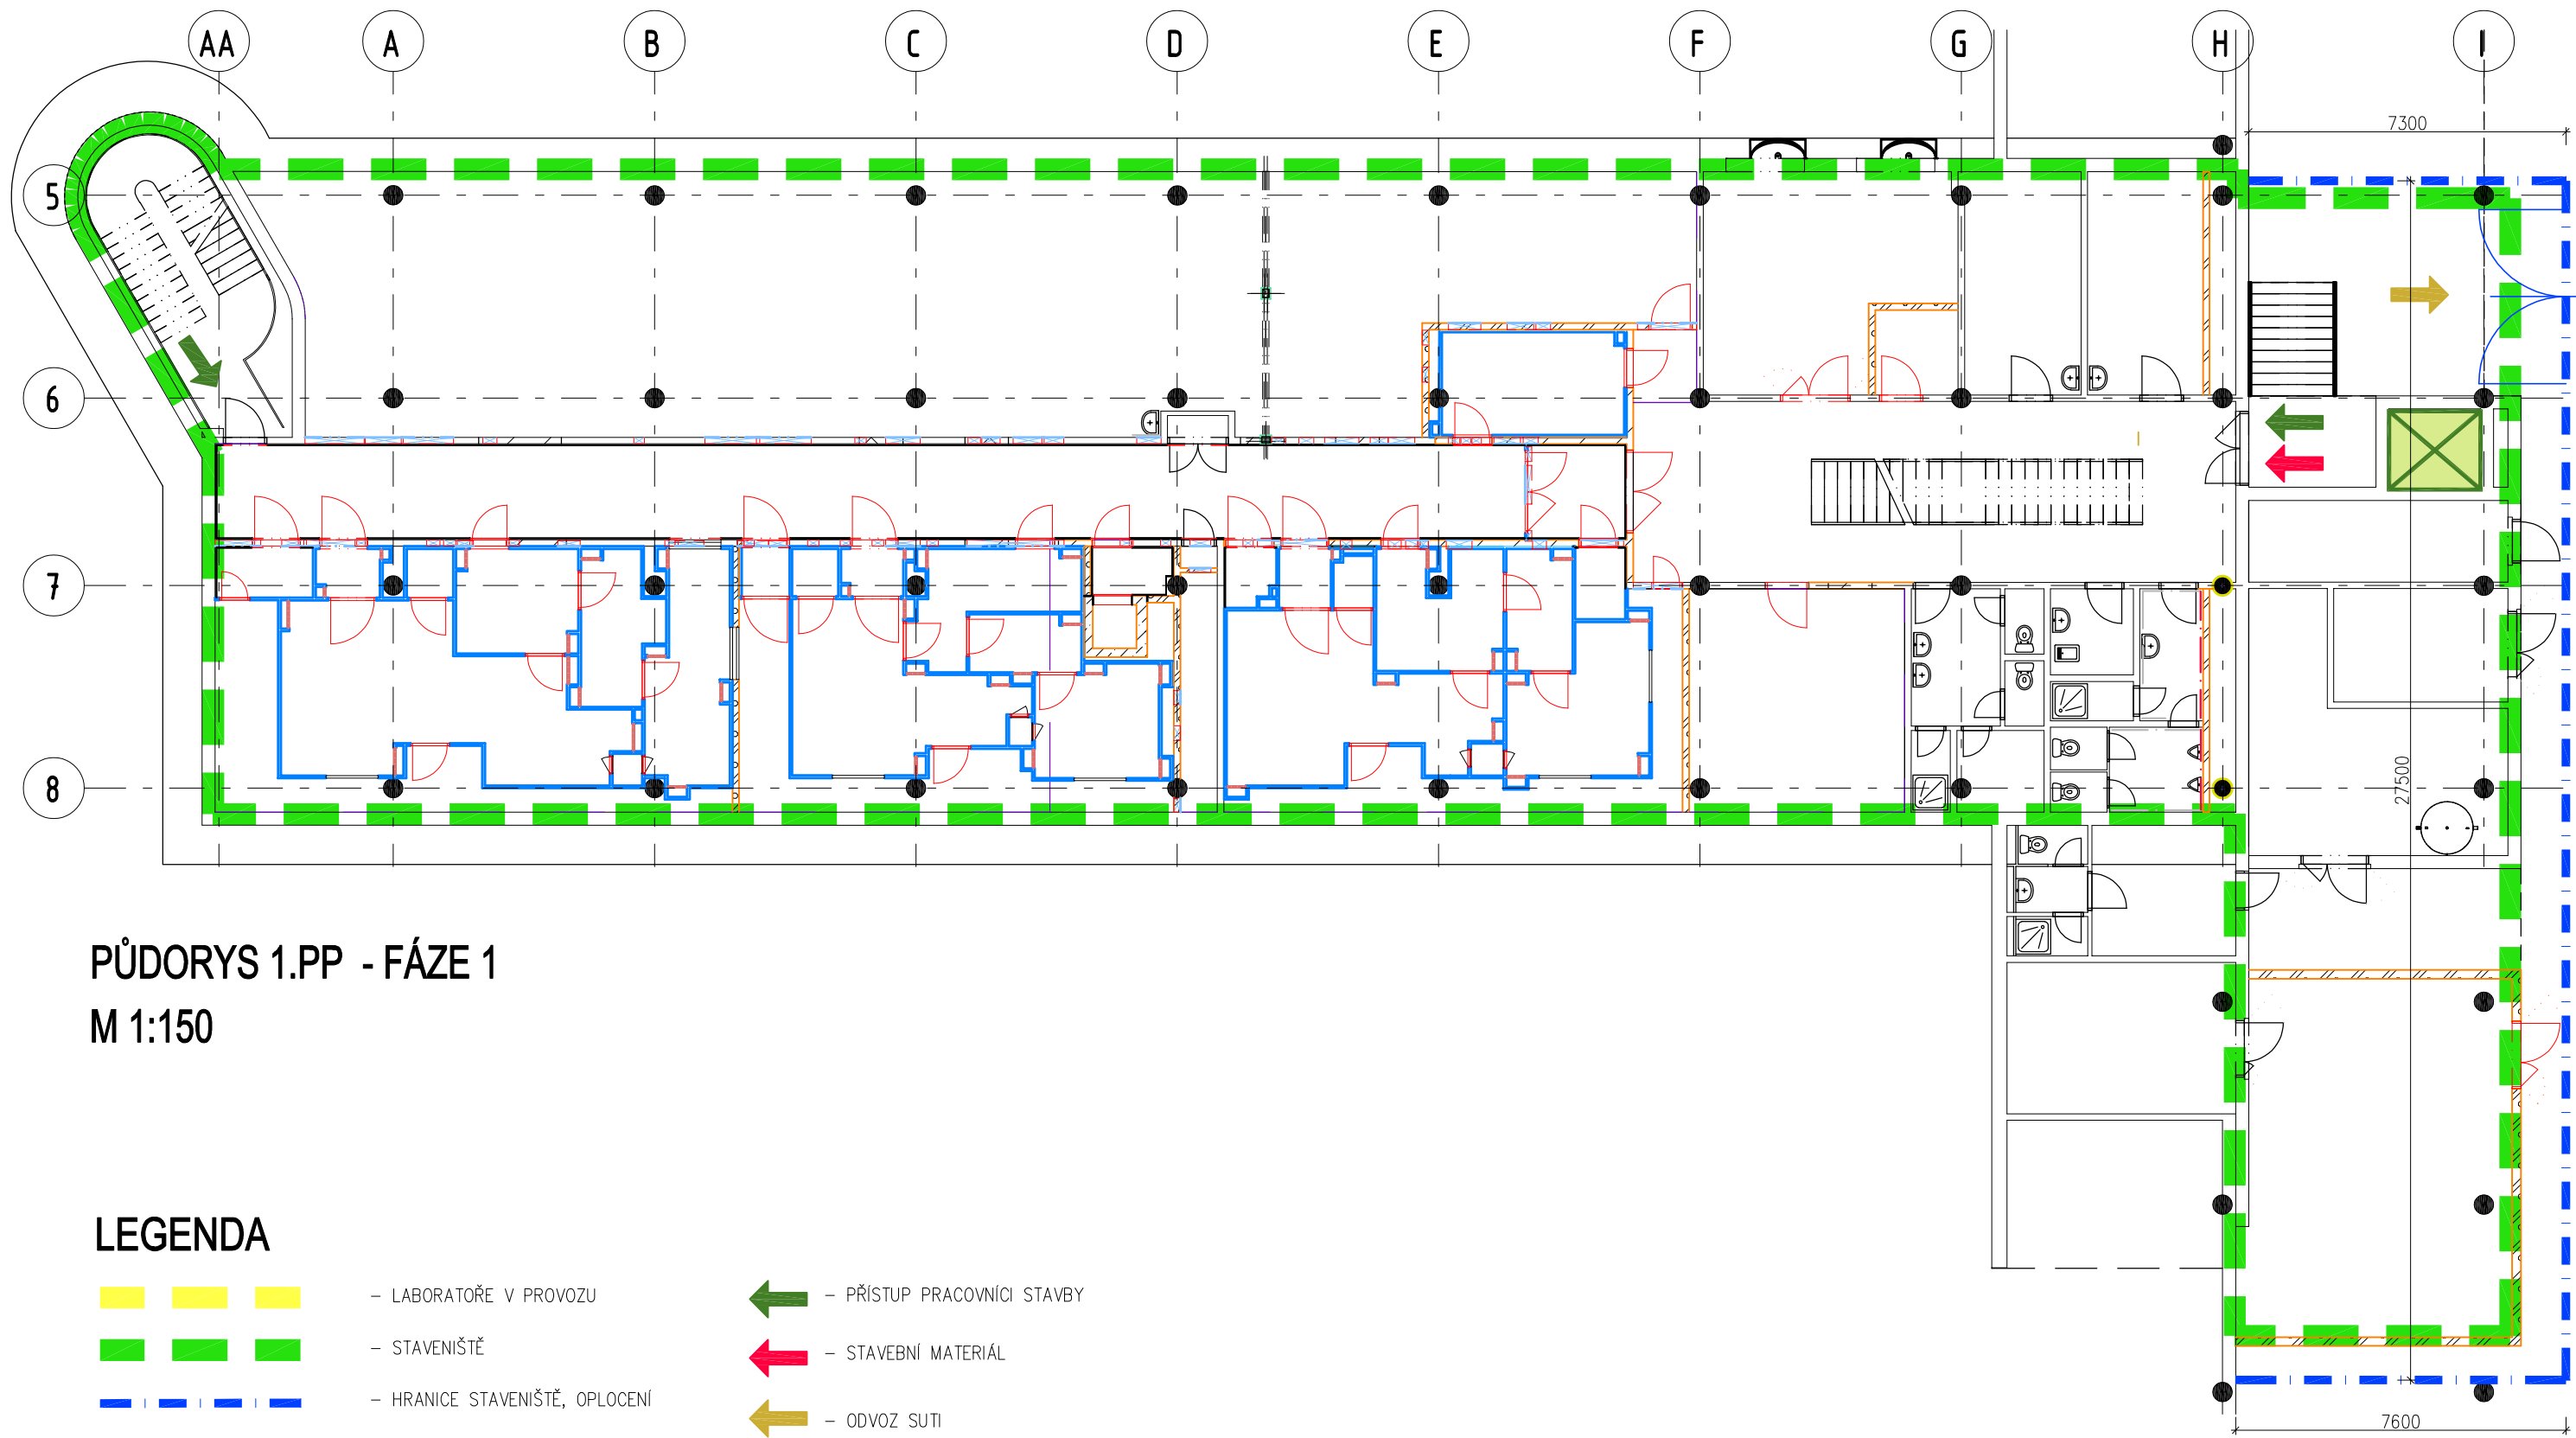 AA A B C D E F G H I
7300
5
6
7
8
27500
PŮDORYS 1.PP - FÁZE 1
M 1:150
LEGENDA
- LABORATOŘE V PROVOZU
- STAVENIŠTĚ
- HRANICE STAVENIŠTĚ, OPLOCENÍ
- PŘÍSTUP PRACOVNÍCI STAVBY
- STAVEBNÍ MATERIÁL
- ODVOZ SUTI
7600